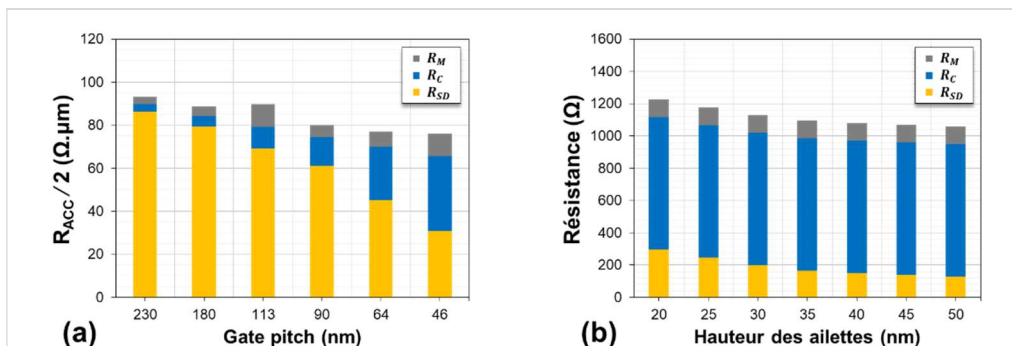 120
100
80
60
40
20
0
R_ACC / 2 (Ω.µm)
R_M
R_C
R_SD
230 180 113 90 64 46
(a) Gate pitch (nm)
1600
1400
1200
1000
800
600
400
200
0
Résistance (Ω)
R_M
R_C
R_SD
20 25 30 35 40 45 50
(b) Hauteur des ailettes (nm)